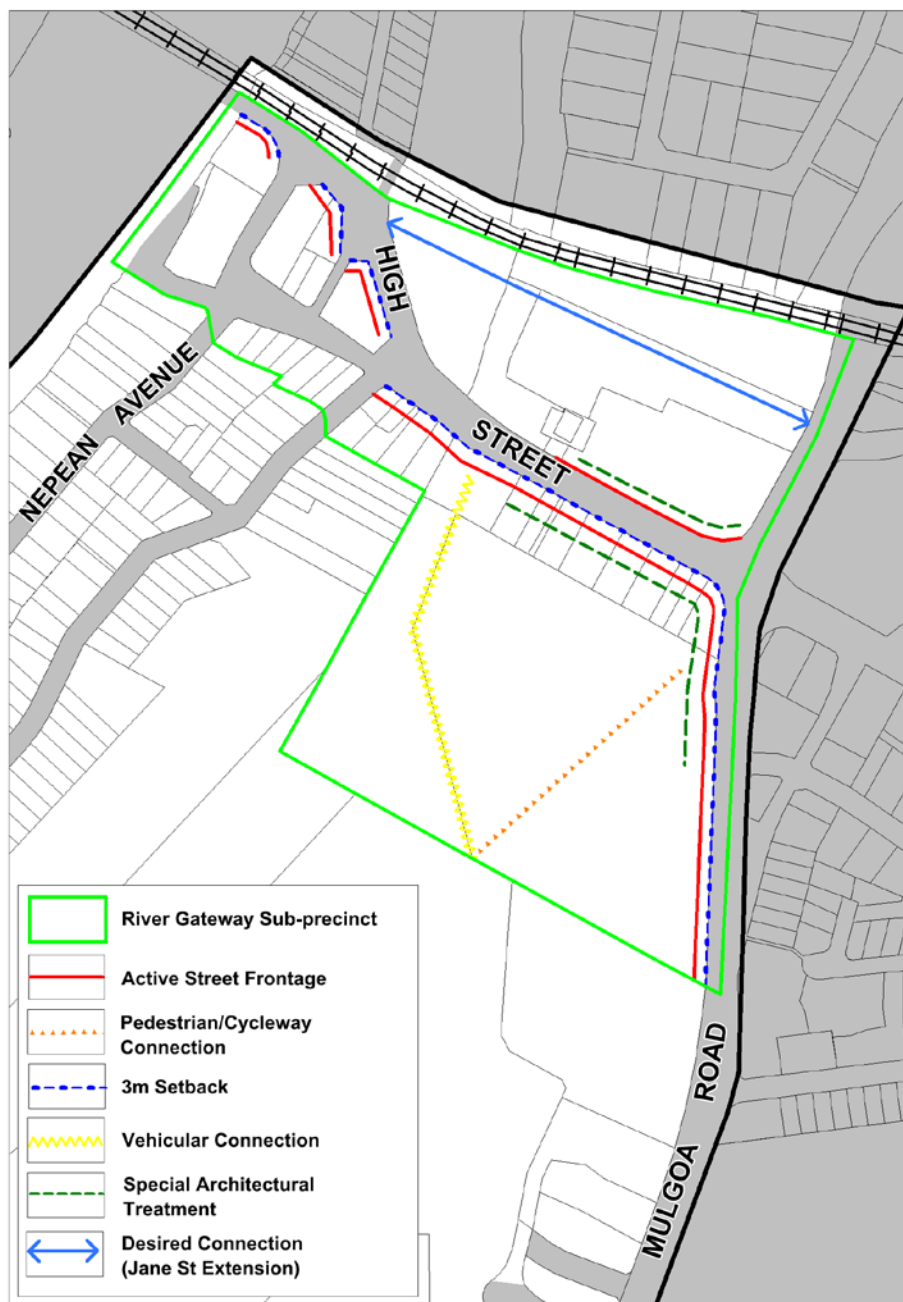 HIGH
STREET
NEPEAN AVENUE
MULGOA ROAD
River Gateway Sub-precinct
Active Street Frontage
Pedestrian/Cycleway
Connection
3m Setback
Vehicular Connection
Special Architectural
Treatment
Desired Connection
(Jane St Extension)